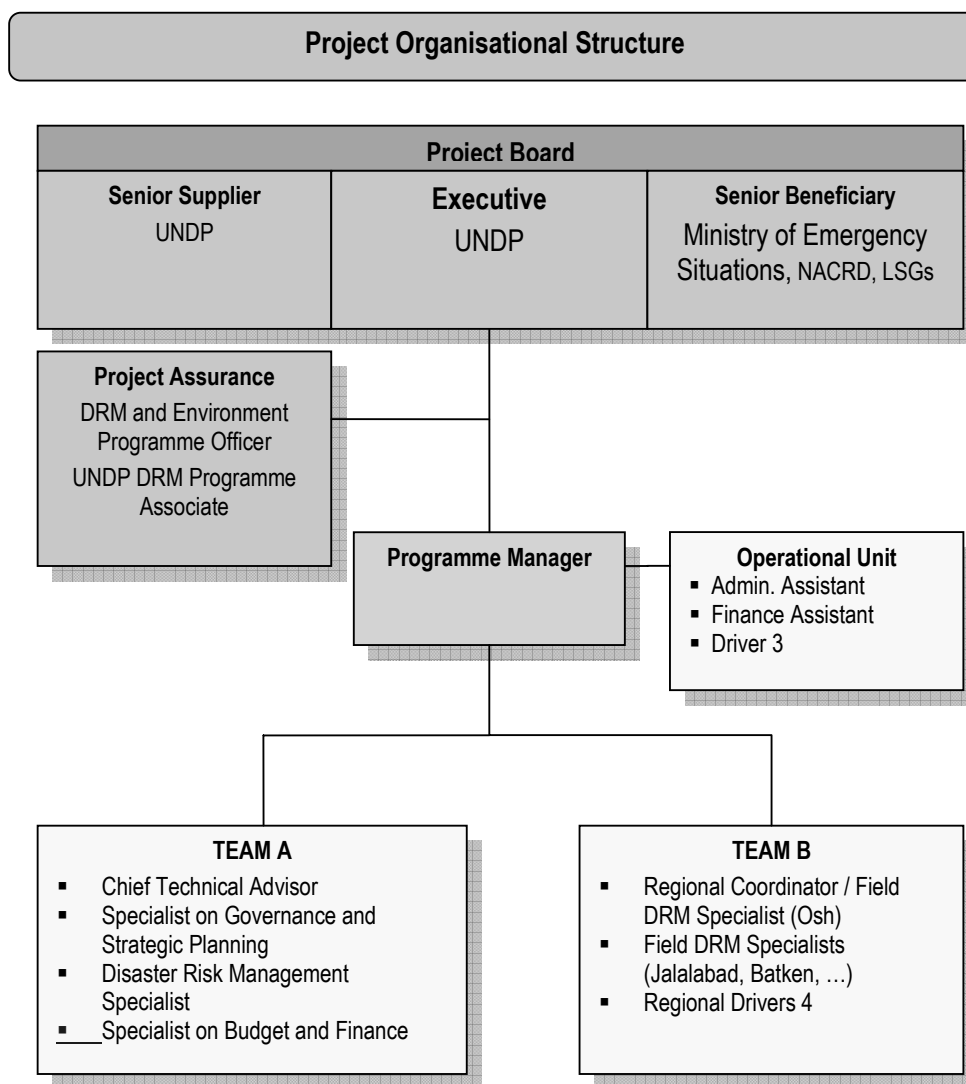 Project Organisational Structure
Project Board
Senior Supplier
UNDP
Executive
UNDP
Senior Beneficiary
Ministry of Emergency
Situations, NACRD, LSGs
Project Assurance
DRM and Environment
Programme Officer
UNDP DRM Programme
Associate
Programme Manager
Operational Unit
▪ Admin. Assistant
▪ Finance Assistant
▪ Driver 3
TEAM A
▪ Chief Technical Advisor
▪ Specialist on Governance and
Strategic Planning
▪ Disaster Risk Management
Specialist
▪ Specialist on Budget and Finance
TEAM B
▪ Regional Coordinator / Field
DRM Specialist (Osh)
▪ Field DRM Specialists
(Jalalabad, Batken, …)
▪ Regional Drivers 4